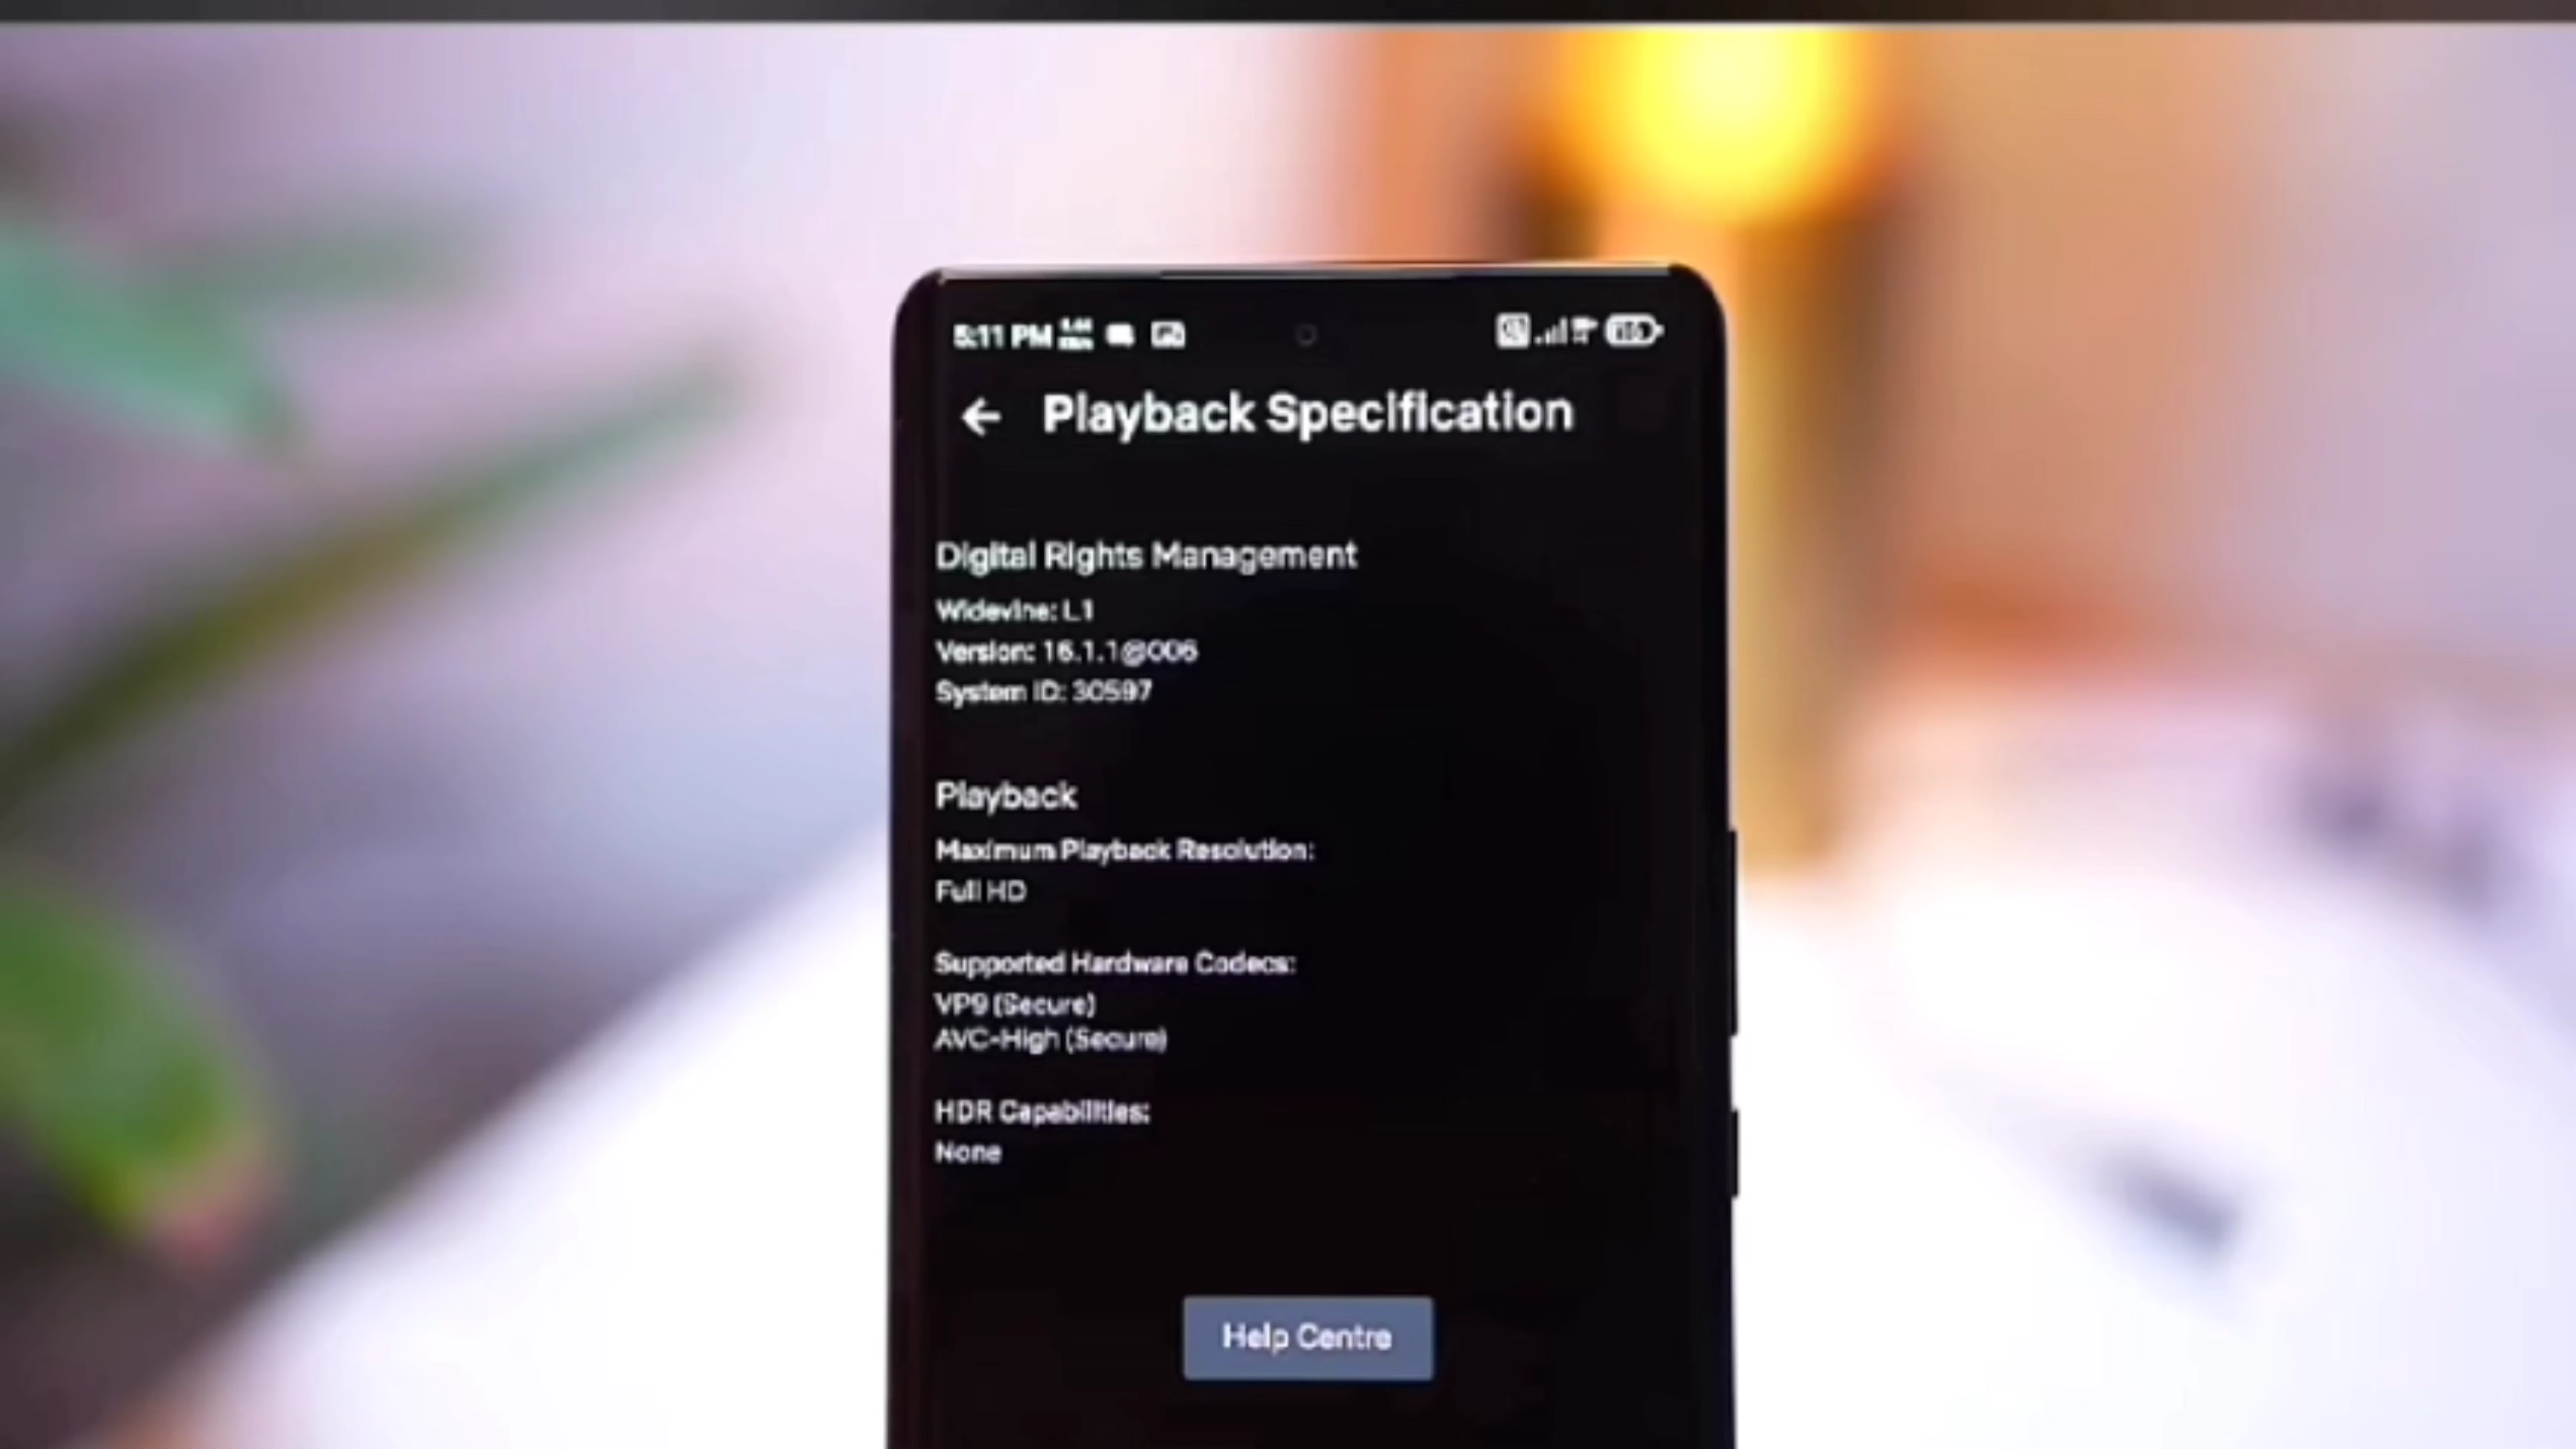 5:11 PM
Playback Specification
Digital Rights Management
Widevine: L1
Version: 16.1.1@006
System ID: 30597
Playback
Maximum Playback Resolution:
Full HD
Supported Hardware Codecs:
VP9 (Secure)
AVC-High (Secure)
HDR Capabilities:
None
Help Centre